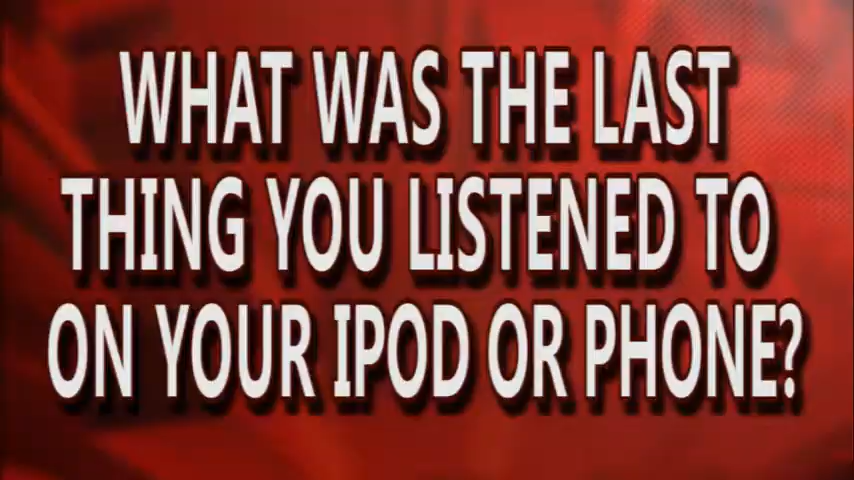 WHAT WAS THE LAST
THING YOU LISTENED TO
ON YOUR IPOD OR PHONE?